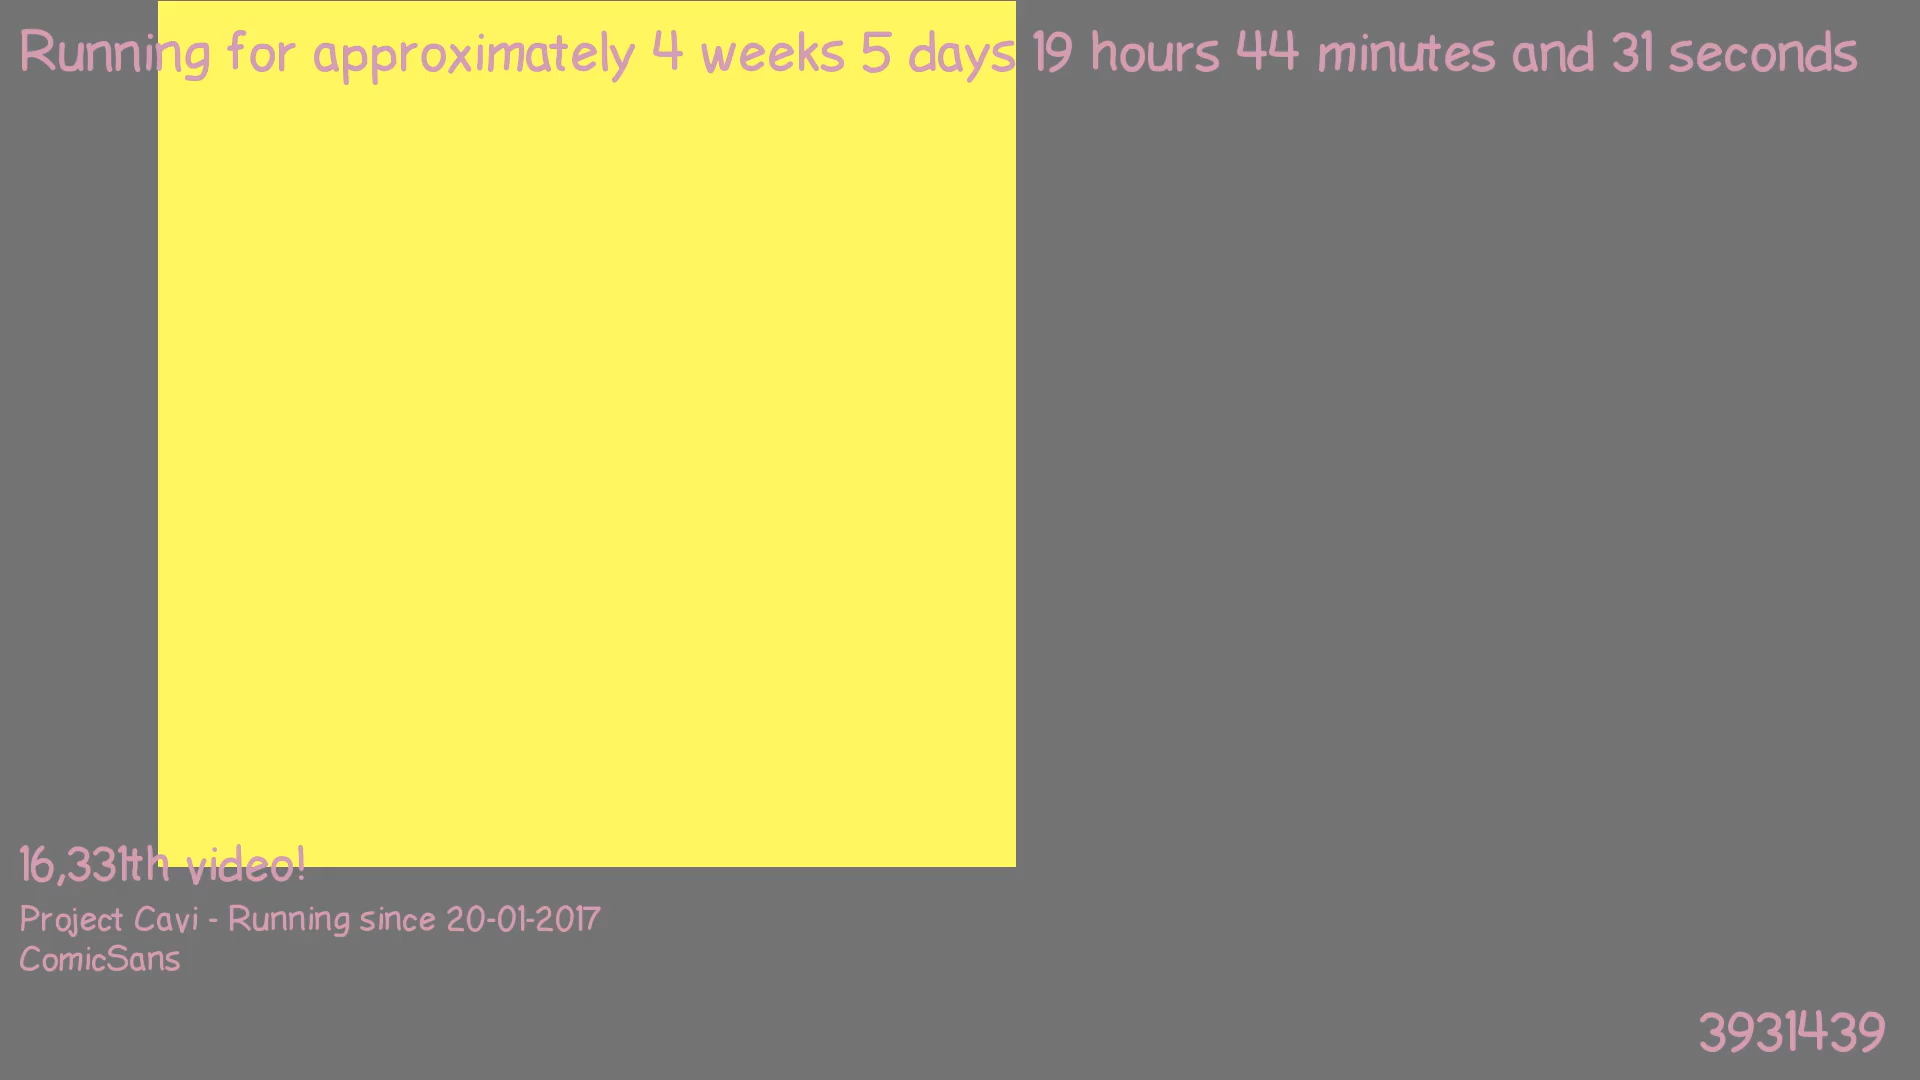 Running for approximately 4 weeks 5 days 19 hours 44 minutes and 31 seconds
16,331th video!
Project Cavi - Running since 20-01-2017
ComicSans
3931439